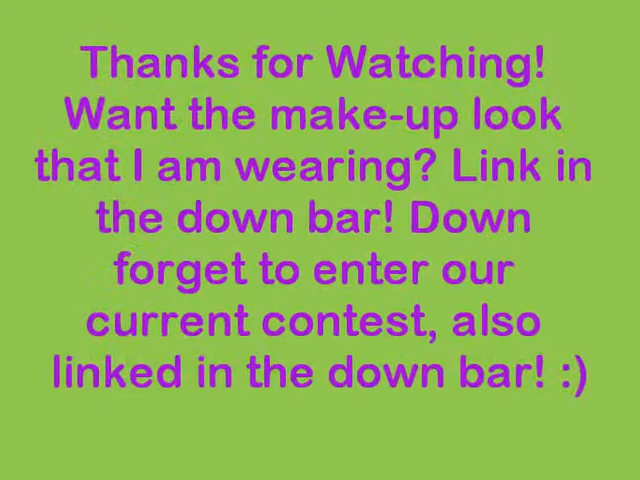 Thanks for Watching!
Want the make-up look
that I am wearing? Link in
the down bar! Down
forget to enter our
current contest, also
linked in the down bar! :)